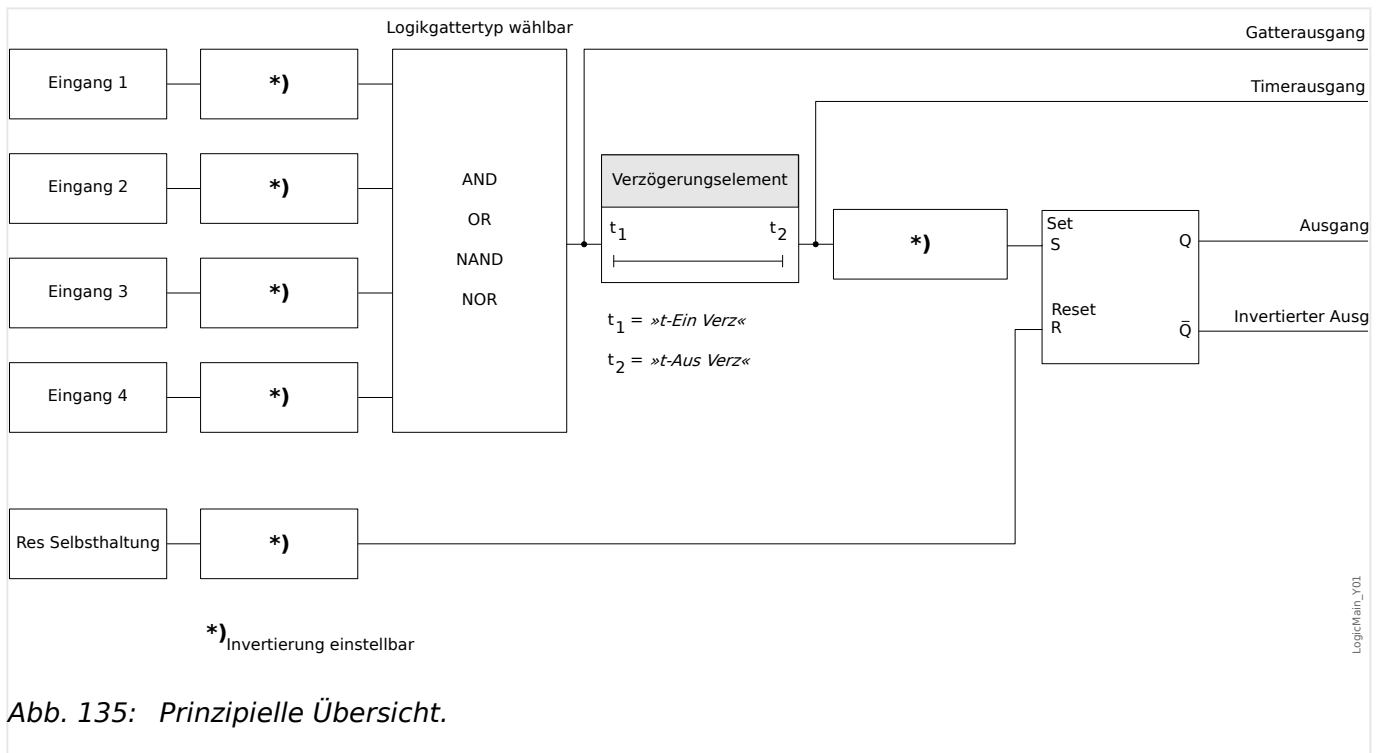 Logikgattertyp wählbar
Gatterausgang
Timerausgang
Eingang 1
*)
Eingang 2
*)
AND
OR
NAND
NOR
Verzögerungselement
t1
t2
*)
Set
S
Q
Ausgang
Eingang 3
*)
t1 = »t-Ein Verz«
t2 = »t-Aus Verz«
Reset
R
Q̅
Invertierter Ausg
Eingang 4
*)
Res Selbsthaltung
*)
*) Invertierung einstellbar
LogicMain_Y01
Abb. 135: Prinzipielle Übersicht.